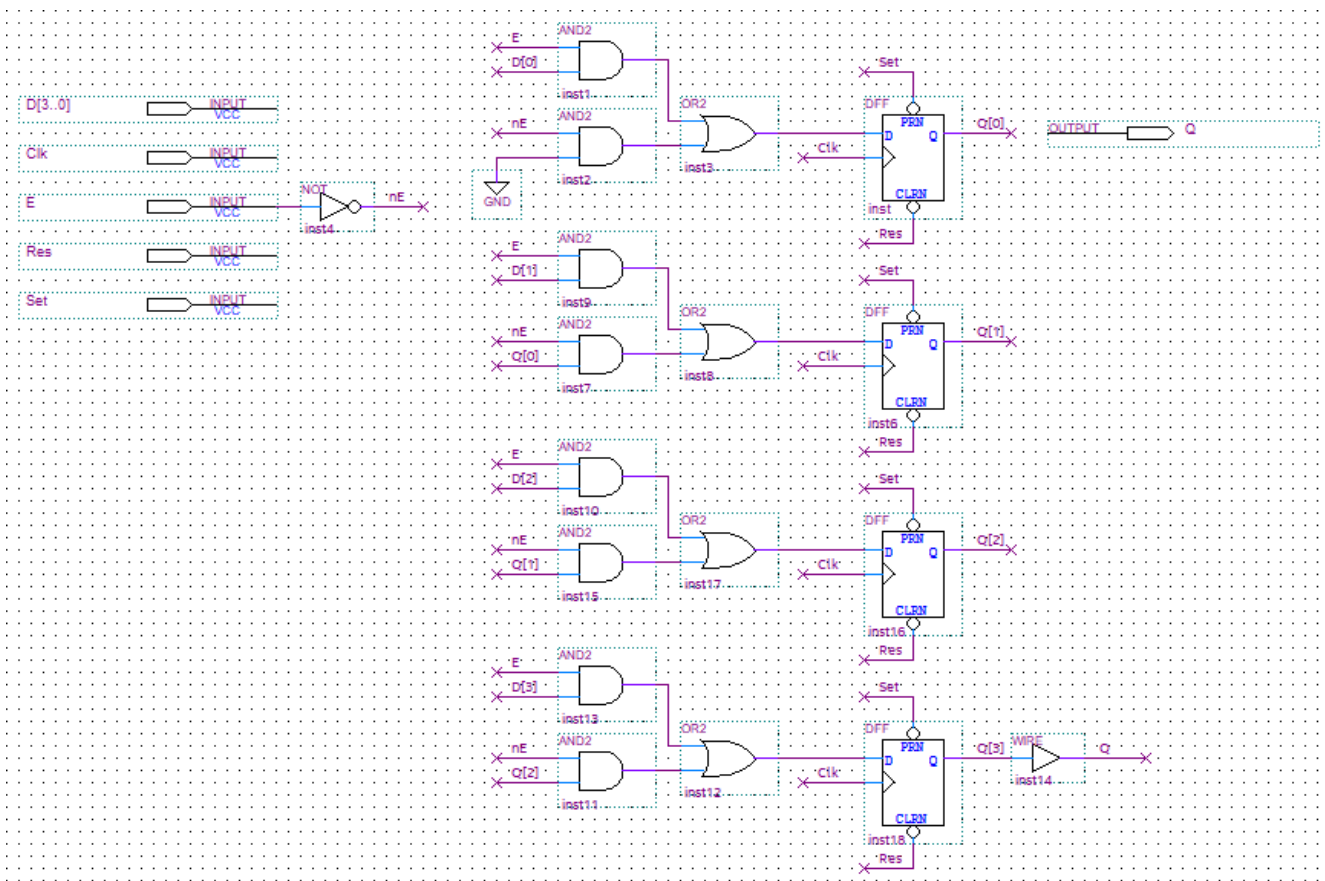 D[3..0] INPUT VCC
Clk INPUT VCC
E INPUT VCC NOT nE inst4
Res INPUT VCC
Set INPUT VCC
AND2
E
D[0]
inst1
AND2
nE
inst2
GND
OR2
inst3
Set
DFF
PRN
D Q Q[0]
Clk
CLRN
inst
Res
OUTPUT Q
AND2
E
D[1]
inst9
AND2
nE
Q[0]
inst7
OR2
inst8
Set
DFF
PRN
D Q Q[1]
Clk
CLRN
inst6
Res
AND2
E
D[2]
inst10
AND2
nE
Q[1]
inst15
OR2
inst17
Set
DFF
PRN
D Q Q[2]
Clk
CLRN
inst16
Res
AND2
E
D[3]
inst13
AND2
nE
Q[2]
inst11
OR2
inst12
Set
DFF
PRN
D Q Q[3]
Clk
CLRN
inst18
Res
WIRE Q
inst14